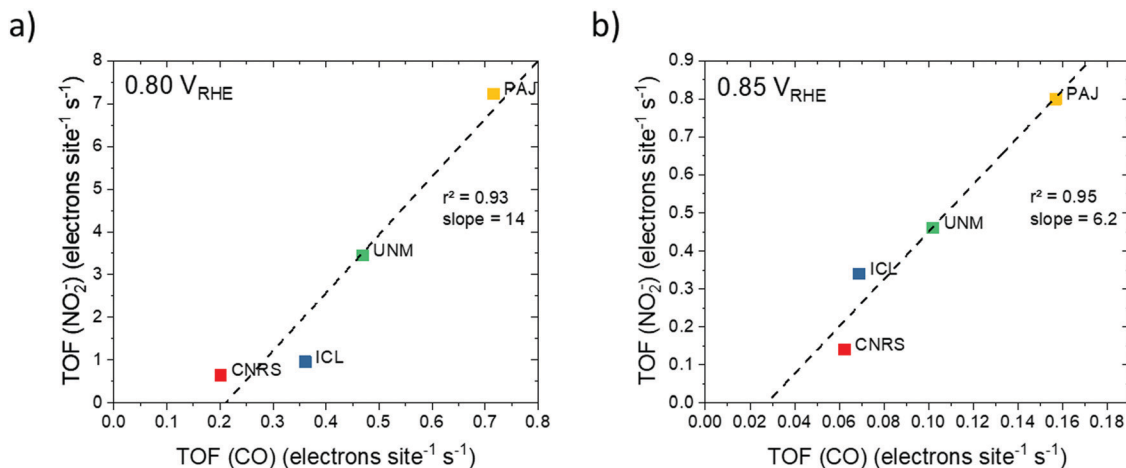 a)
0.80 V_RHE
8
7
6
5
4
3
2
1
0
TOF (NO₂⁻) (electrons site⁻¹ s⁻¹)
PAJ
r² = 0.93
slope = 14
UNM
CNRS
ICL
0.0 0.1 0.2 0.3 0.4 0.5 0.6 0.7 0.8
TOF (CO) (electrons site⁻¹ s⁻¹)
b)
0.85 V_RHE
0.9
0.8
0.7
0.6
0.5
0.4
0.3
0.2
0.1
0.0
TOF (NO₂⁻) (electrons site⁻¹ s⁻¹)
PAJ
r² = 0.95
slope = 6.2
UNM
ICL
CNRS
0.00 0.02 0.04 0.06 0.08 0.10 0.12 0.14 0.16 0.18
TOF (CO) (electrons site⁻¹ s⁻¹)